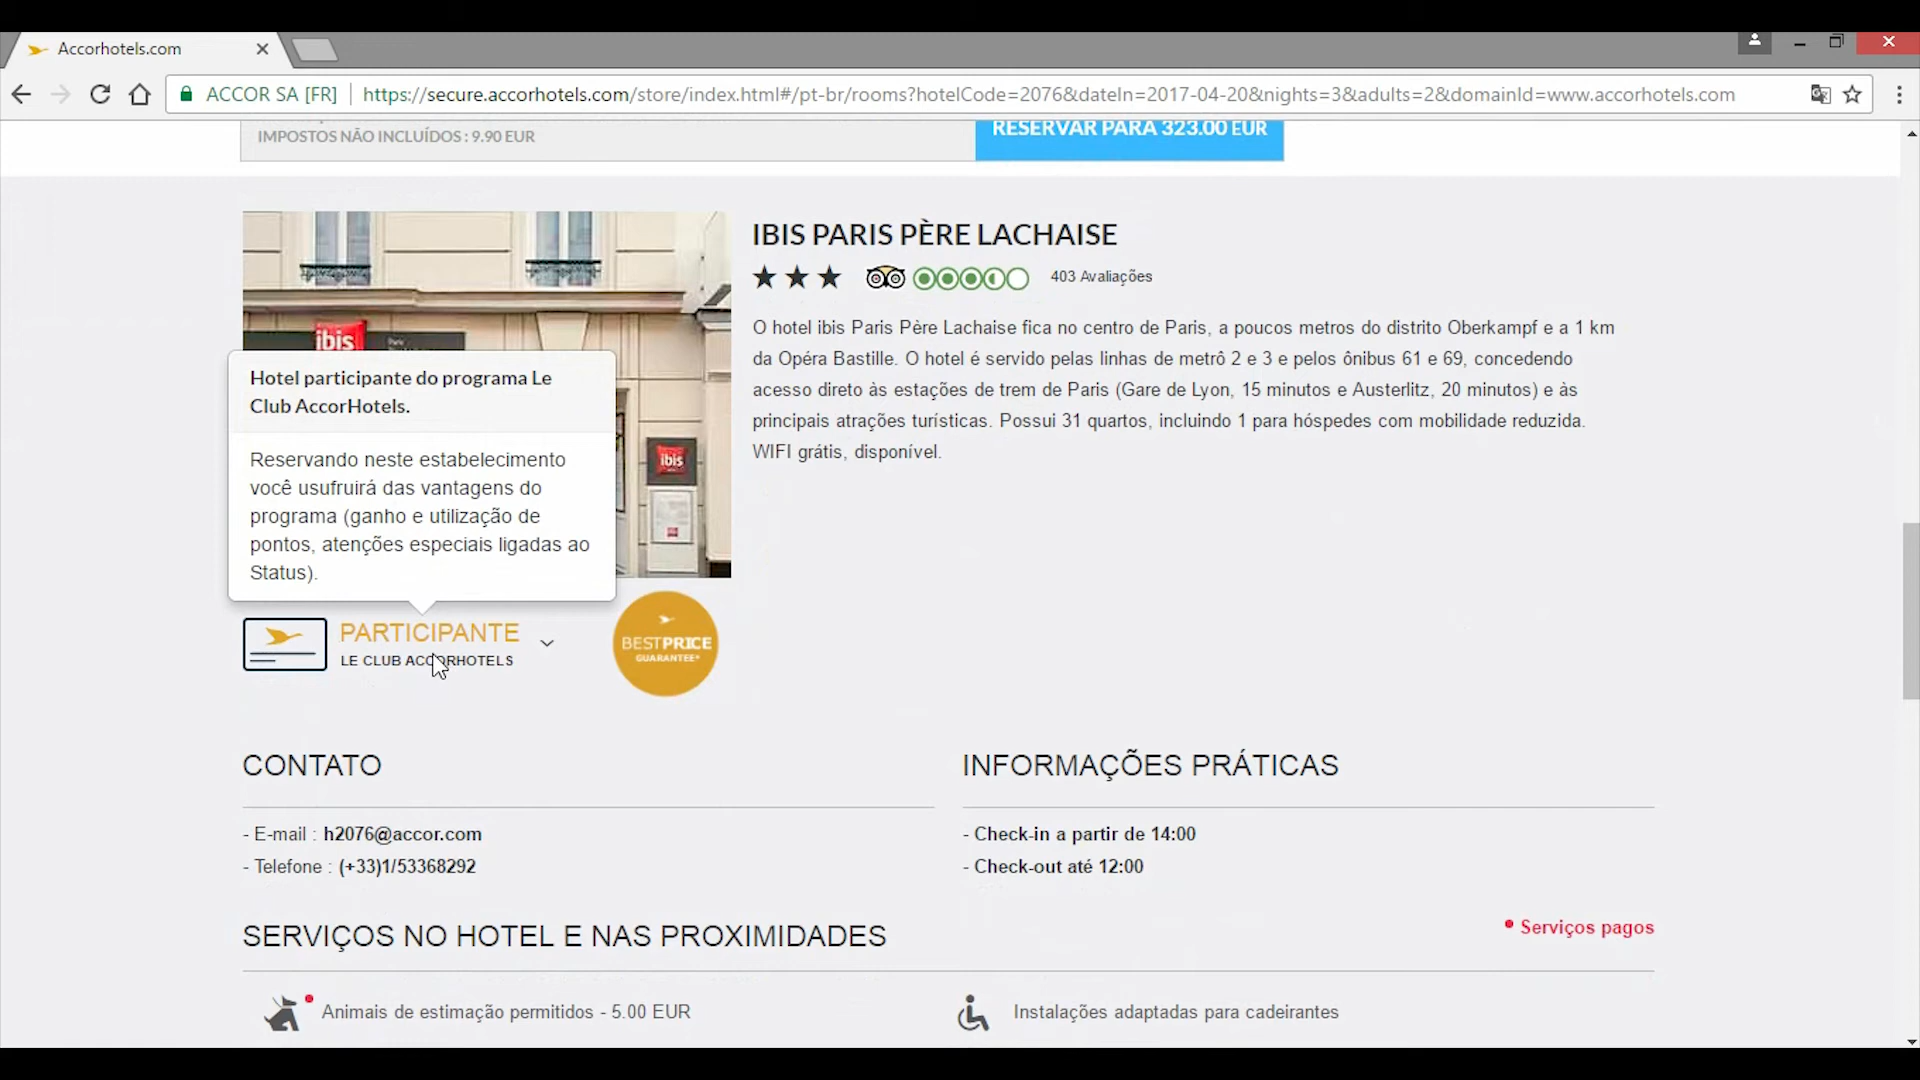 Accorhotels.com
ACCOR SA [FR] https://secure.accorhotels.com/store/index.html#/pt-br/rooms?hotelCode=2076&dateIn=2017-04-20&nights=3&adults=2&domainId=www.accorhotels.com
IMPOSTOS NÃO INCLUÍDOS : 9.90 EUR
RESERVAR PARA 323.00 EUR
IBIS PARIS PÈRE LACHAISE
403 Avaliações
O hotel ibis Paris Père Lachaise fica no centro de Paris, a poucos metros do distrito Oberkampf e a 1 km
da Opéra Bastille. O hotel é servido pelas linhas de metrô 2 e 3 e pelos ônibus 61 e 69, concedendo
acesso direto às estações de trem de Paris (Gare de Lyon, 15 minutos e Austerlitz, 20 minutos) e às
principais atrações turísticas. Possui 31 quartos, incluindo 1 para hóspedes com mobilidade reduzida.
WIFI grátis, disponível.
ibis
Hotel participante do programa Le
Club AccorHotels.
Reservando neste estabelecimento
você usufruirá das vantagens do
programa (ganho e utilização de
pontos, atenções especiais ligadas ao
Status).
ibis
PARTICIPANTE
LE CLUB ACCORHOTELS
BESTPRICE
GUARANTEE*
CONTATO
- E-mail : h2076@accor.com
- Telefone : (+33)1/53368292
INFORMAÇÕES PRÁTICAS
- Check-in a partir de 14:00
- Check-out até 12:00
SERVIÇOS NO HOTEL E NAS PROXIMIDADES
Serviços pagos
Animais de estimação permitidos - 5.00 EUR
Instalações adaptadas para cadeirantes